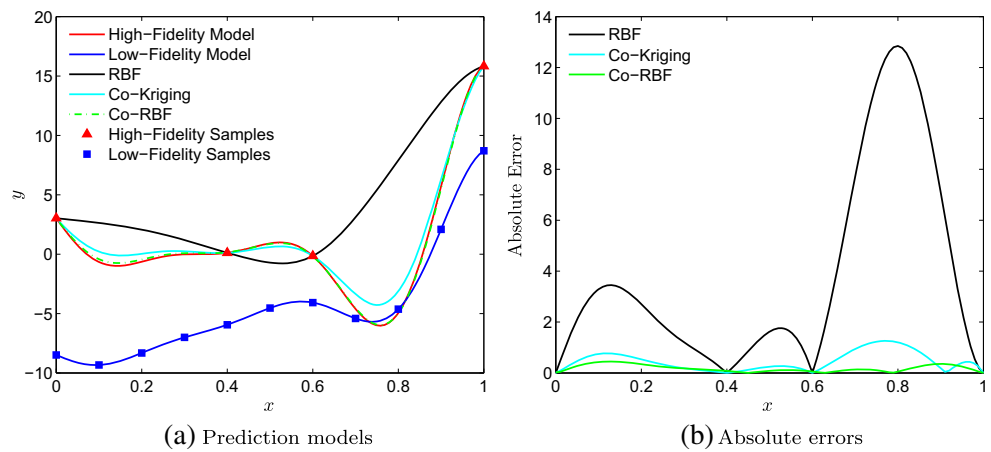 20
15
10
5
0
−5
−10
y
High−Fidelity Model
Low−Fidelity Model
RBF
Co−Kriging
Co−RBF
High−Fidelity Samples
Low−Fidelity Samples
0 0.2 0.4 0.6 0.8 1
x
(a) Prediction models
14
12
10
8
6
4
2
0
Absolute Error
RBF
Co−Kriging
Co−RBF
0 0.2 0.4 0.6 0.8 1
x
(b) Absolute errors